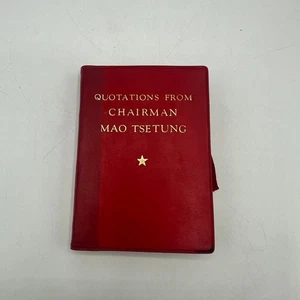 QUOTATIONS FROM
CHAIRMAN
MAO TSETUNG